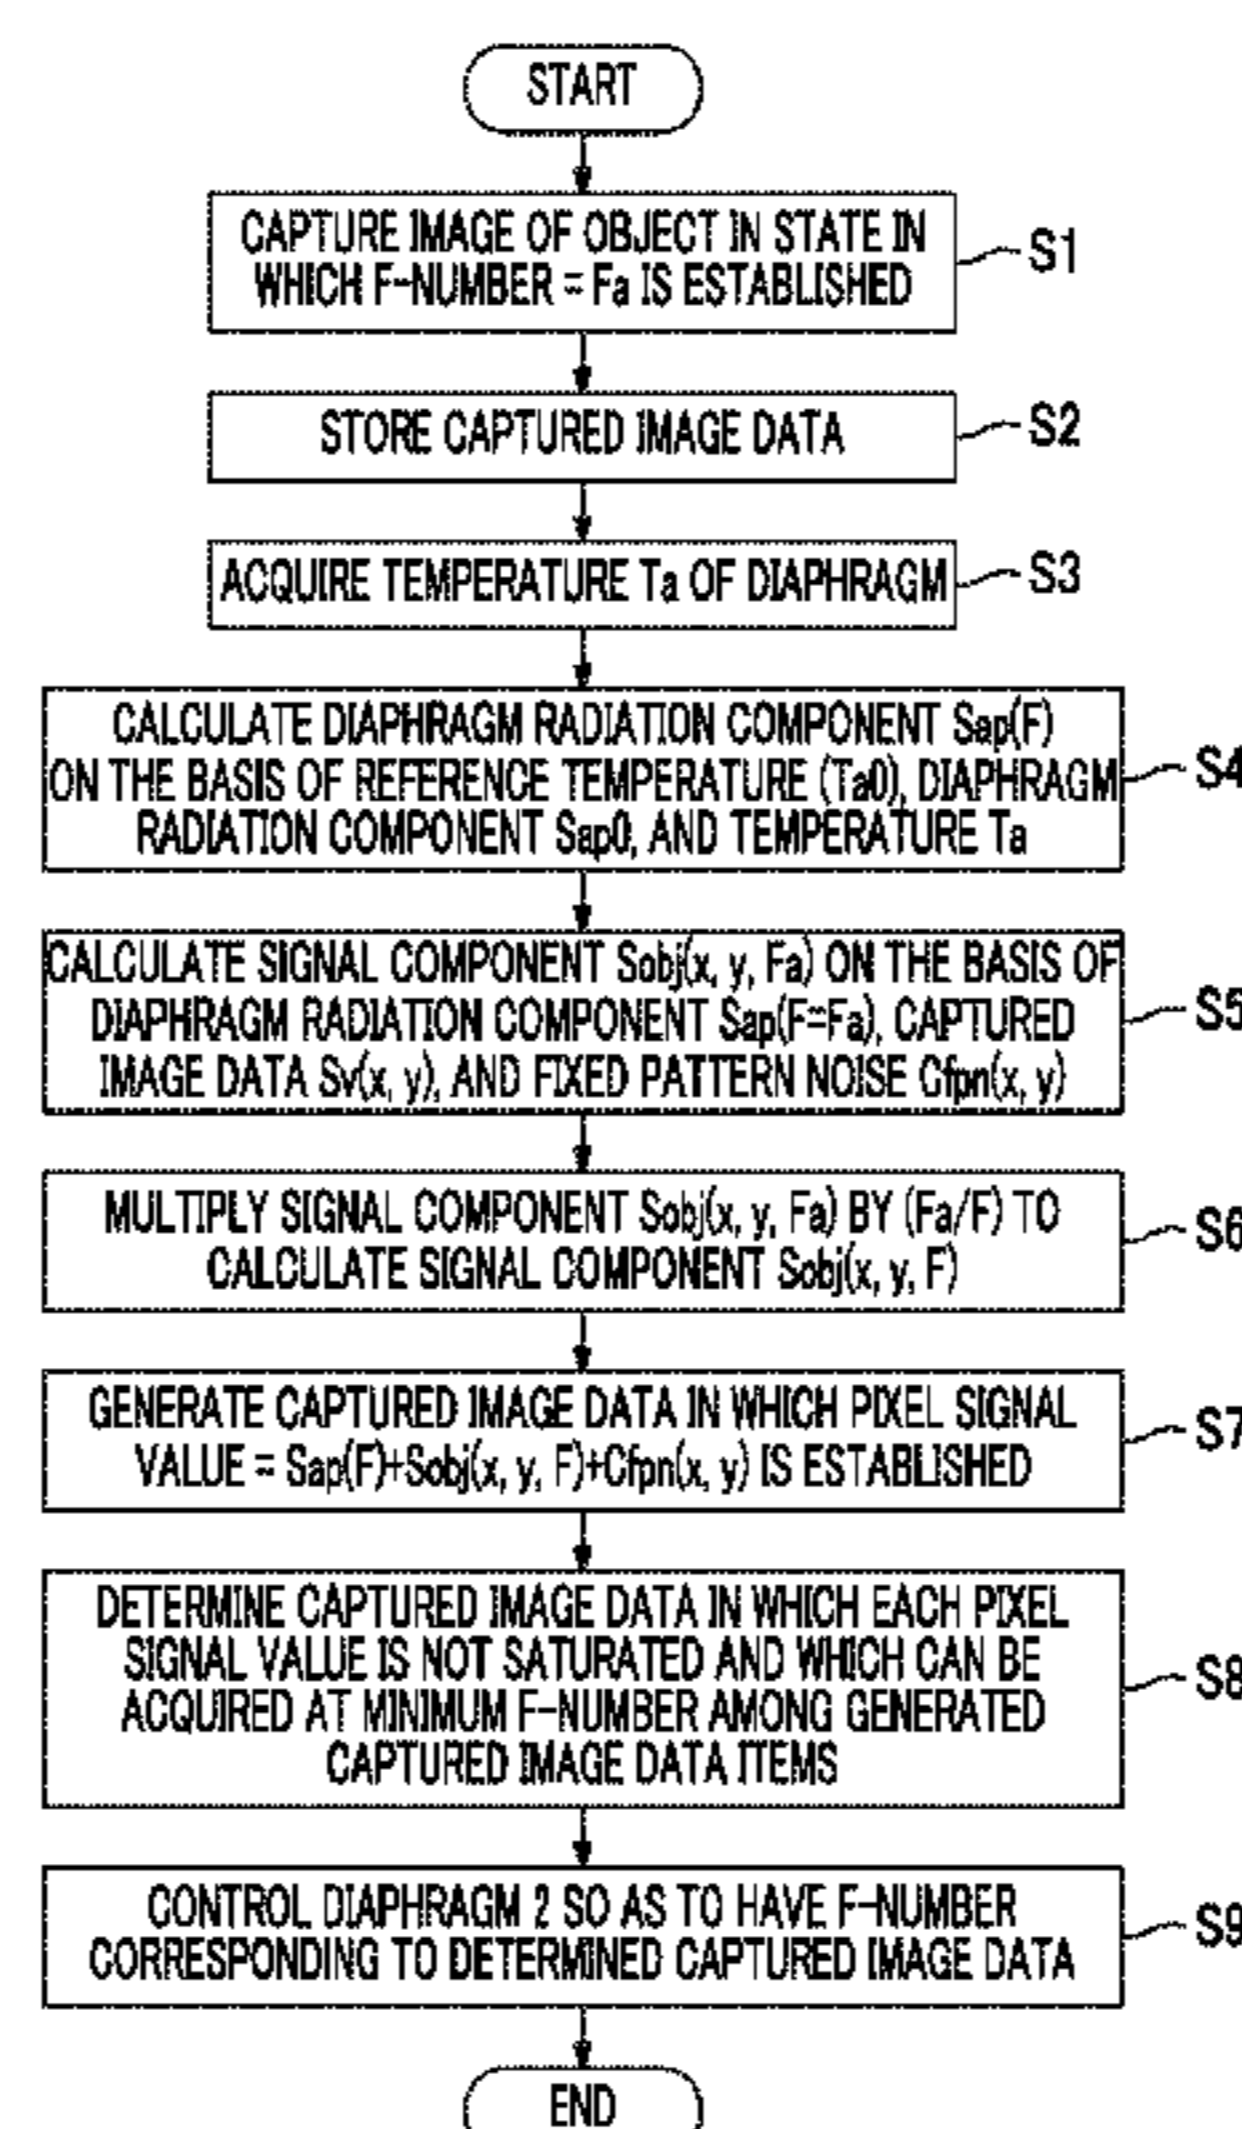 START
CAPTURE IMAGE OF OBJECT IN STATE IN
WHICH F-NUMBER = Fa IS ESTABLISHED
S1
STORE CAPTURED IMAGE DATA
S2
ACQUIRE TEMPERATURE Ta OF DIAPHRAGM
S3
CALCULATE DIAPHRAGM RADIATION COMPONENT Sap(F)
ON THE BASIS OF REFERENCE TEMPERATURE (Ta0), DIAPHRAGM
RADIATION COMPONENT Sap0, AND TEMPERATURE Ta
S4
CALCULATE SIGNAL COMPONENT Sobj(x, y, Fa) ON THE BASIS OF
DIAPHRAGM RADIATION COMPONENT Sap(F=Fa), CAPTURED
IMAGE DATA Sv(x, y), AND FIXED PATTERN NOISE Cfpn(x, y)
S5
MULTIPLY SIGNAL COMPONENT Sobj(x, y, Fa) BY (Fa/F) TO
CALCULATE SIGNAL COMPONENT Sobj(x, y, F)
S6
GENERATE CAPTURED IMAGE DATA IN WHICH PIXEL SIGNAL
VALUE = Sap(F)+Sobj(x, y, F)+Cfpn(x, y) IS ESTABLISHED
S7
DETERMINE CAPTURED IMAGE DATA IN WHICH EACH PIXEL
SIGNAL VALUE IS NOT SATURATED AND WHICH CAN BE
ACQUIRED AT MINIMUM F-NUMBER AMONG GENERATED
CAPTURED IMAGE DATA ITEMS
S8
CONTROL DIAPHRAGM 2 SO AS TO HAVE F-NUMBER
CORRESPONDING TO DETERMINED CAPTURED IMAGE DATA
S9
END